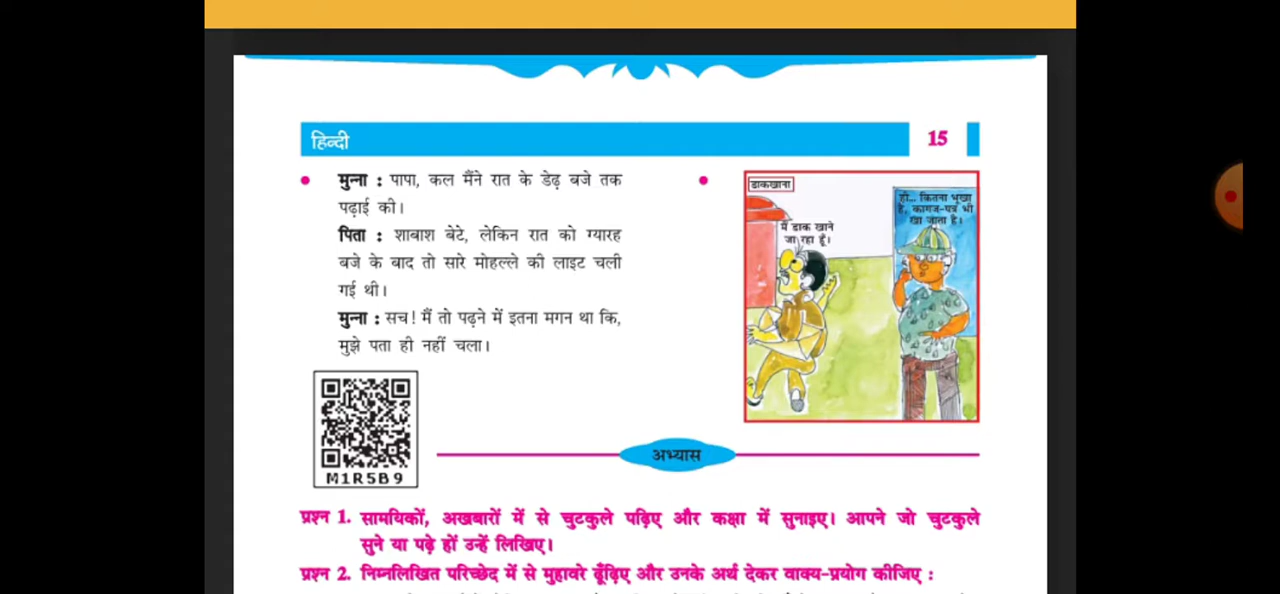 हिन्दी
15
मुन्ना : पापा, कल मैंने रात के डेढ़ बजे तक
पढ़ाई की।
पिता : शाबाश बेटे, लेकिन रात को ग्यारह
बजे के बाद तो सारे मोहल्ले की लाइट चली
गई थी।
मुन्ना : सच! मैं तो पढ़ने में इतना मगन था कि,
मुझे पता ही नहीं चला।
डाकखाना
मैं डाक खाने
जा रहा हूँ।
ही... कितना भूखा
है, कागज-पत्र भी
खा जाता है।
M1R5B9
अभ्यास
प्रश्न 1. सामयिकों, अखबारों में से चुटकुले पढ़िए और कक्षा में सुनाइए। आपने जो चुटकुले
सुने या पढ़े हों उन्हें लिखिए।
प्रश्न 2. निम्नलिखित परिच्छेद में से मुहावरे ढूँढ़िए और उनके अर्थ देकर वाक्य-प्रयोग कीजिए :